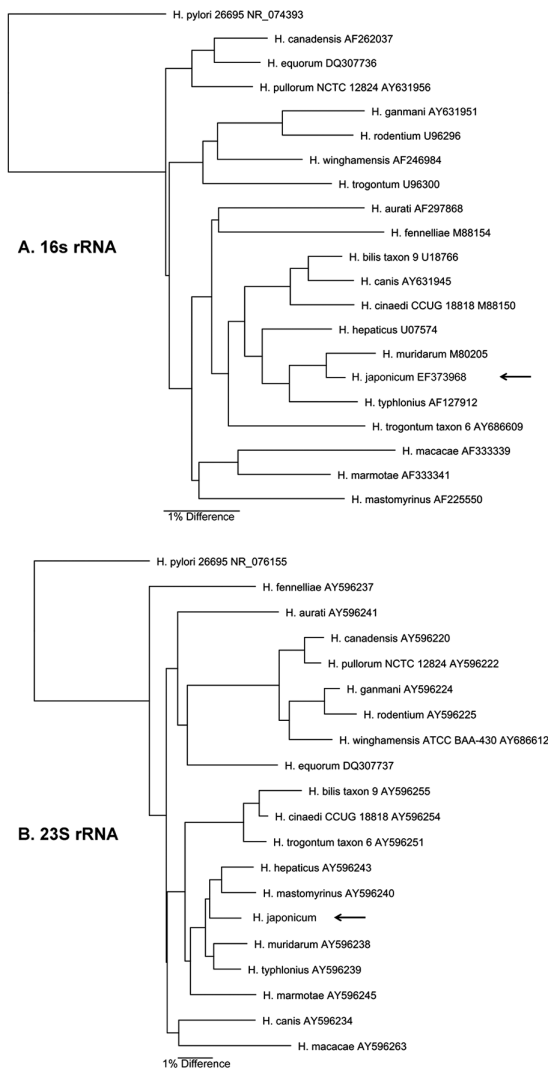 H. pylori 26695 NR_074393
H. canadensis AF262037
H. equorum DQ307736
H. pullorum NCTC 12824 AY631956
H. ganmani AY631951
H. rodentium U96296
H. winghamensis AF246984
H. trogontum U96300
H. aurati AF297868
A. 16s rRNA
H. fennelliae M88154
H. bilis taxon 9 U18766
H. canis AY631945
H. cinaedi CCUG 18818 M88150
H. hepaticus U07574
H. muridarum M80205
H. japonicum EF373968
H. typhlonius AF127912
H. trogontum taxon 6 AY686609
H. macacae AF333339
H. marmotae AF333341
H. mastomyrinus AF225550
1% Difference
H. pylori 26695 NR_076155
H. fennelliae AY596237
H. aurati AY596241
H. canadensis AY596220
H. pullorum NCTC 12824 AY596222
H. ganmani AY596224
H. rodentium AY596225
H. winghamensis ATCC BAA-430 AY686612
H. equorum DQ307737
H. bilis taxon 9 AY596255
H. cinaedi CCUG 18818 AY596254
B. 23S rRNA
H. trogontum taxon 6 AY596251
H. hepaticus AY596243
H. mastomyrinus AY596240
H. japonicum
H. muridarum AY596238
H. typhlonius AY596239
H. marmotae AY596245
H. canis AY596234
H. macacae AY596263
1% Difference